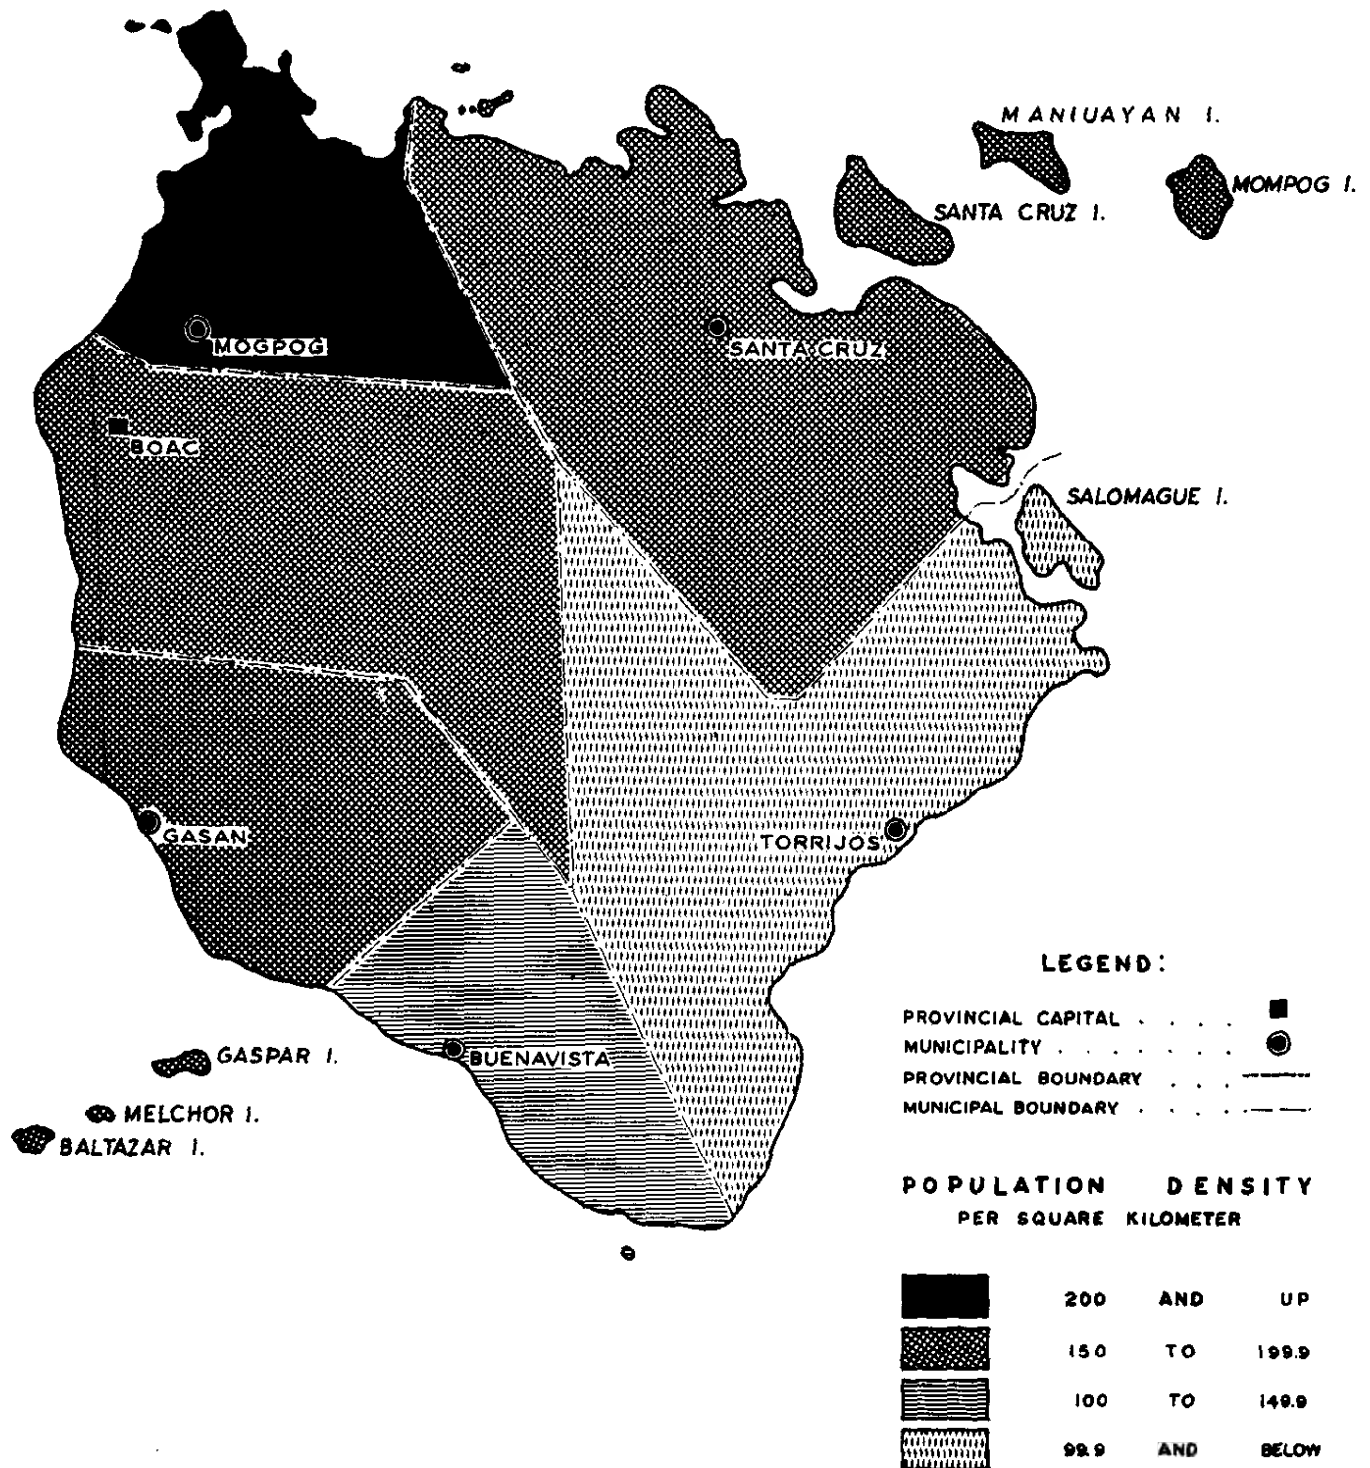 MANIUAYAN I.
MOMPOG I.
SANTA CRUZ I.
MOGPOG
SANTA CRUZ
BOAC
SALOMAGUE I.
GASAN
TORRIJOS
LEGEND:
PROVINCIAL CAPITAL . . . .
MUNICIPALITY . . . . . . .
PROVINCIAL BOUNDARY . . .
MUNICIPAL BOUNDARY . . . .
GASPAR I.
BUENAVISTA
MELCHOR I.
BALTAZAR I.
POPULATION DENSITY
PER SQUARE KILOMETER
200 AND UP
150 TO 199.9
100 TO 149.9
99.9 AND BELOW